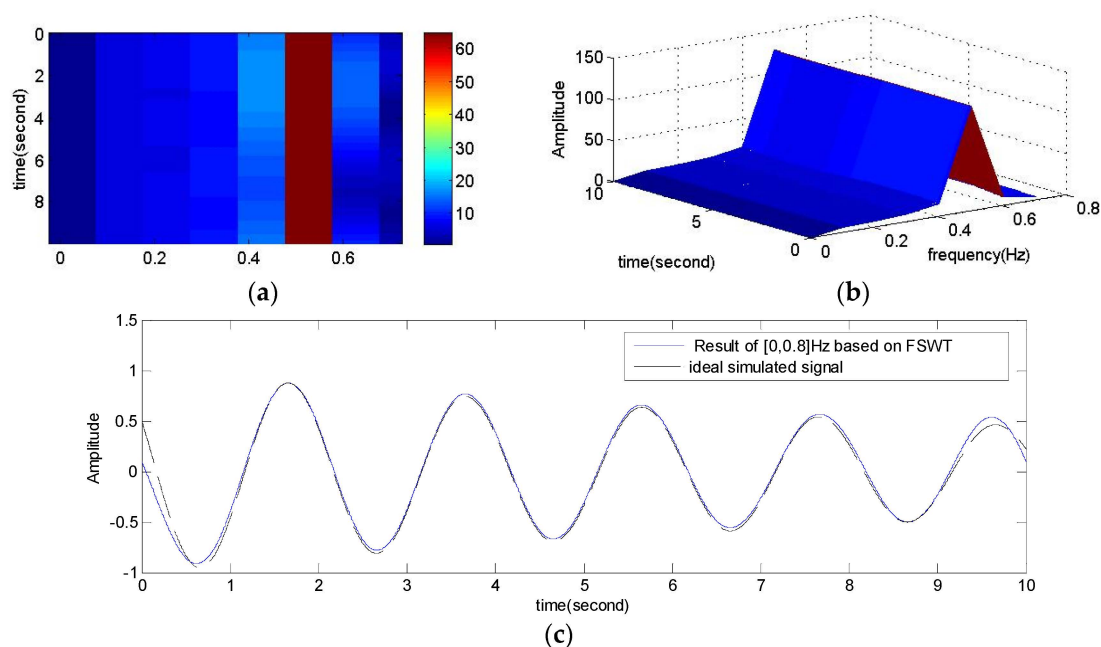 0
2
4
6
8
time(second)
0 0.2 0.4 0.6
60
50
40
30
20
10
(a)
150
100
50
0
Amplitude
10
5
0
time(second)
0
0.2
0.4
0.6
0.8
frequency(Hz)
(b)
1.5
1
0.5
0
-0.5
-1
Amplitude
Result of [0,0.8]Hz based on FSWT
ideal simulated signal
0 1 2 3 4 5 6 7 8 9 10
time(second)
(c)